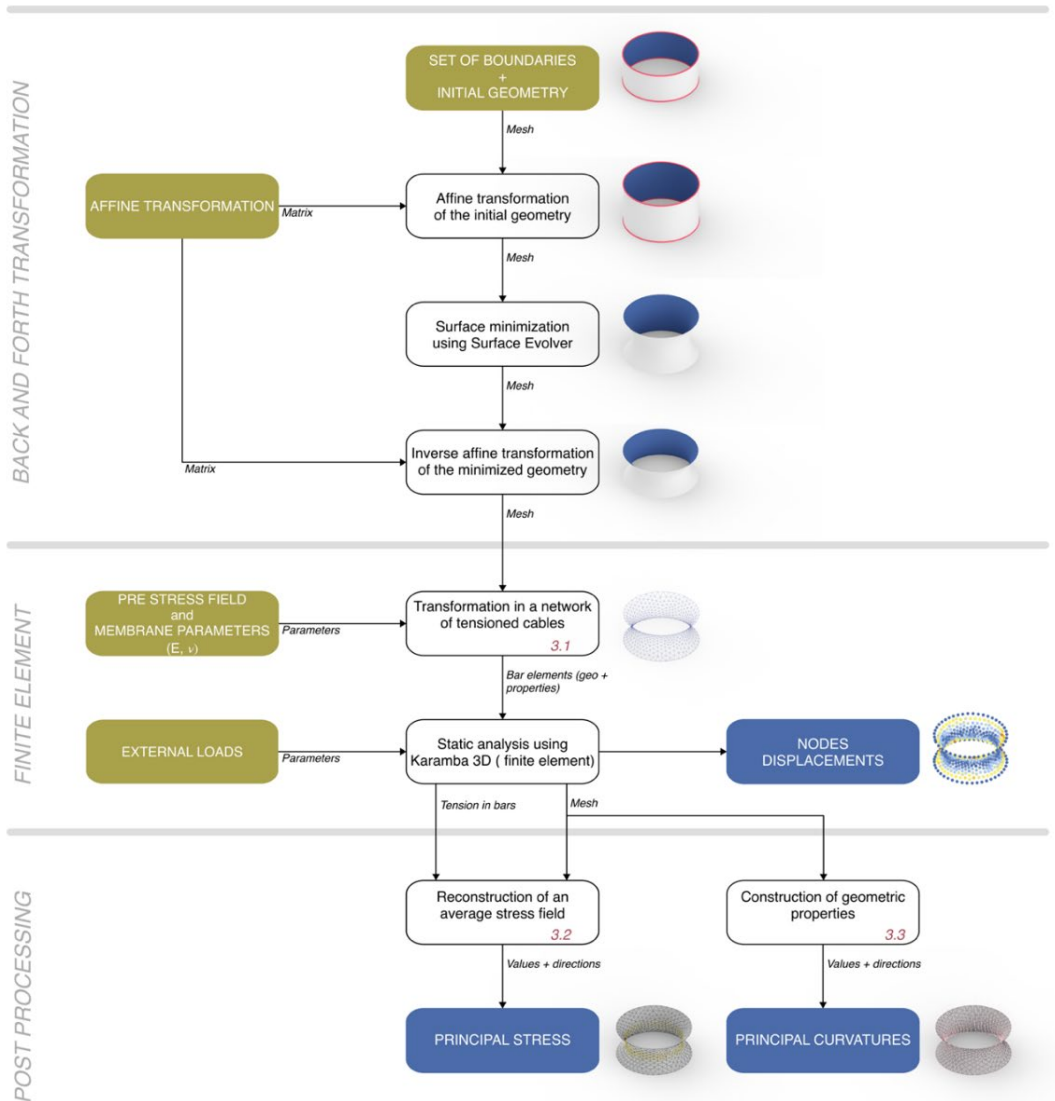 BACK AND FORTH TRANSFORMATION
SET OF BOUNDARIES
+
INITIAL GEOMETRY
Mesh
AFFINE TRANSFORMATION
Matrix
Affine transformation
of the initial geometry
Mesh
Surface minimization
using Surface Evolver
Mesh
Matrix
Inverse affine transformation
of the minimized geometry
Mesh
FINITE ELEMENT
PRE STRESS FIELD
and
MEMBRANE PARAMETERS
(E, ν)
Parameters
Transformation in a network
of tensioned cables
3.1
Bar elements (geo +
properties)
EXTERNAL LOADS
Parameters
Static analysis using
Karamba 3D ( finite element)
NODES
DISPLACEMENTS
Tension in bars
Mesh
POST PROCESSING
Reconstruction of an
average stress field
3.2
Construction of geometric
properties
3.3
Values + directions
Values + directions
PRINCIPAL STRESS
PRINCIPAL CURVATURES